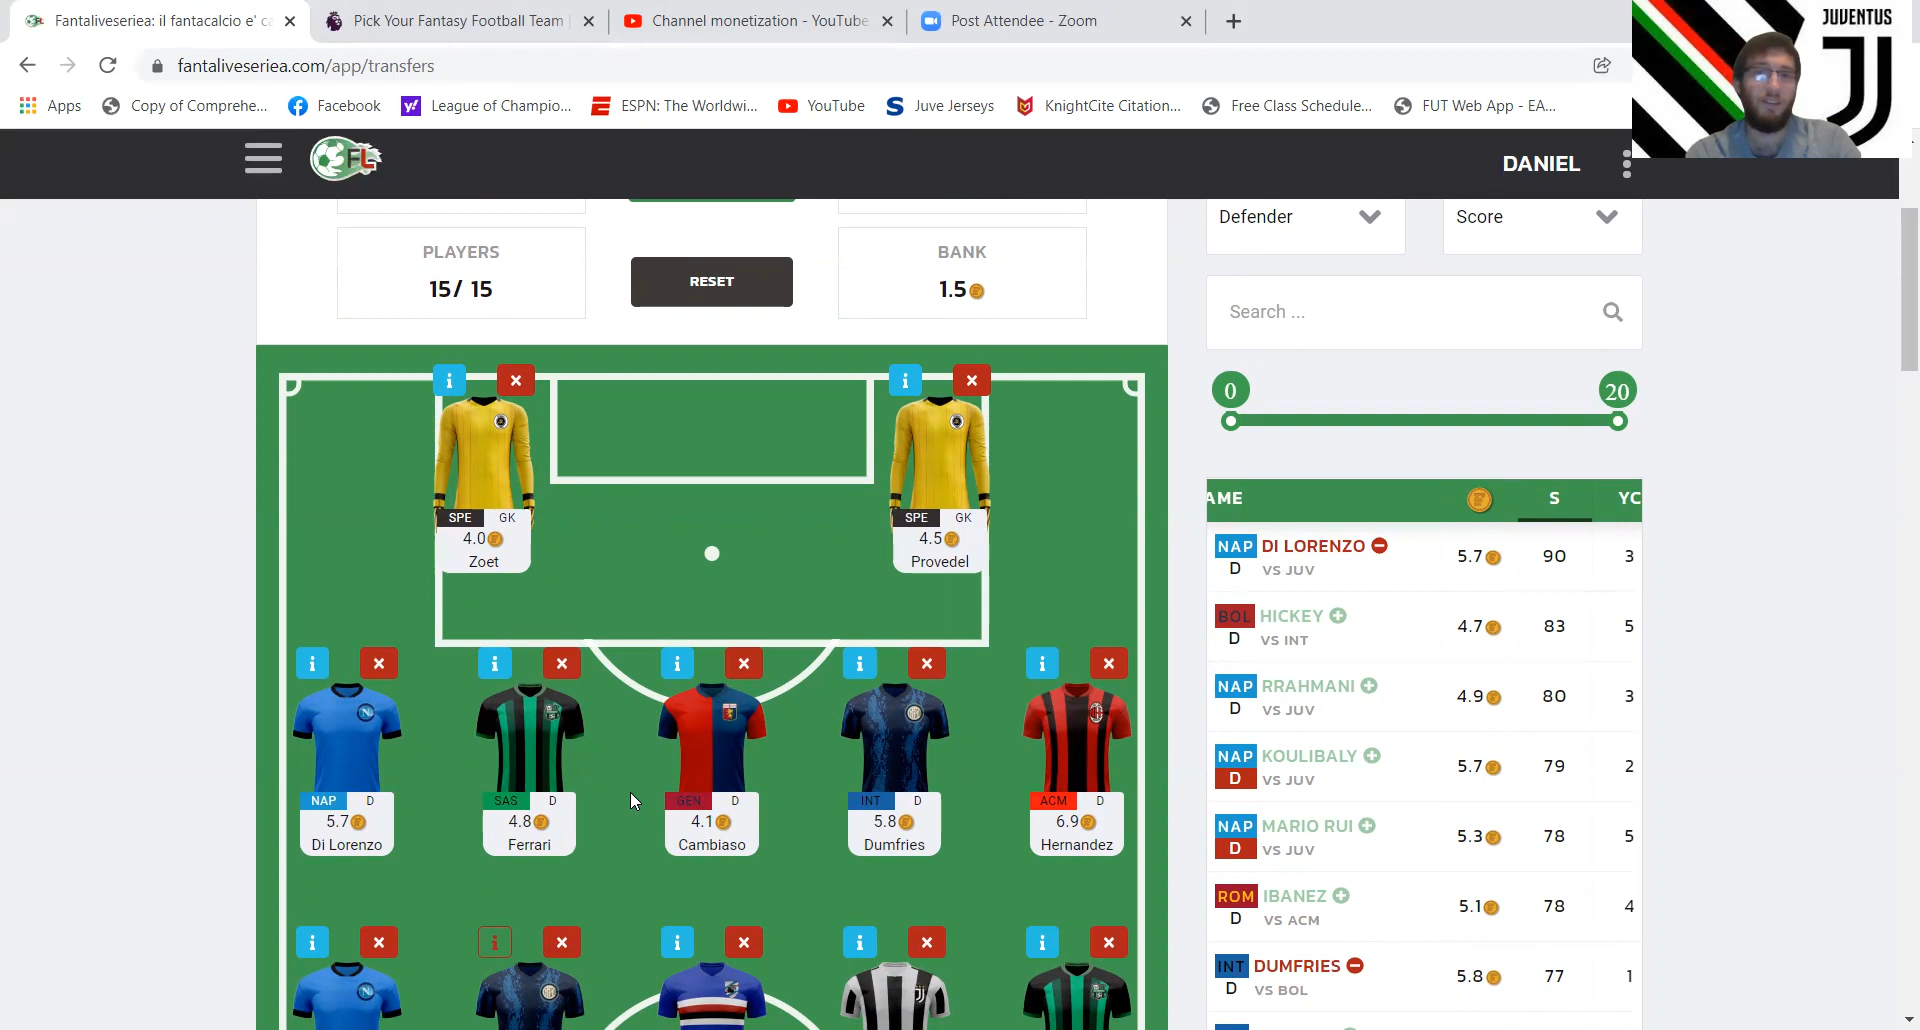 Fantaliveseriea: il fantacalcio e' ca
Pick Your Fantasy Football Team |
Channel monetization - YouTube
Post Attendee - Zoom
fantaliveseriea.com/app/transfers
Apps
Copy of Comprehe...
Facebook
League of Champio...
ESPN: The Worldwi...
YouTube
Juve Jerseys
KnightCite Citation...
Free Class Schedule...
FUT Web App - EA...
JUVENTUS
FL
DANIEL
PLAYERS
15/ 15
RESET
BANK
1.5
Defender
Score
Search ...
0
20
SPE GK
4.0
Zoet
SPE GK
4.5
Provedel
NAP D
5.7
Di Lorenzo
SAS D
4.8
Ferrari
GEN D
4.1
Cambiaso
INT D
5.8
Dumfries
ACM D
6.9
Hernandez
AME S YC
NAP DI LORENZO 5.7 90 3
D VS JUV
BOL HICKEY 4.7 83 5
D VS INT
NAP RRAHMANI 4.9 80 3
D VS JUV
NAP KOULIBALY 5.7 79 2
D VS JUV
NAP MARIO RUI 5.3 78 5
D VS JUV
ROM IBANEZ 5.1 78 4
D VS ACM
INT DUMFRIES 5.8 77 1
D VS BOL